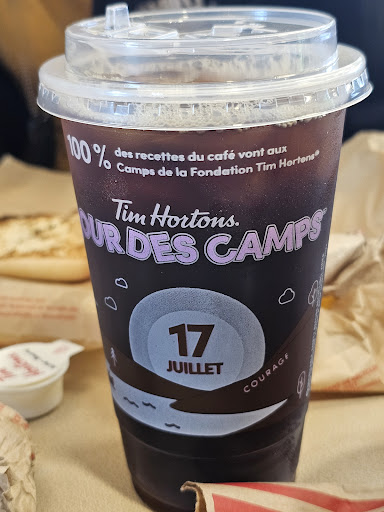 100 % des recettes du café vont aux
Camps de la Fondation Tim Hortons®
Tim Hortons.
OUR DES CAMPS
17
JUILLET
COURAGE